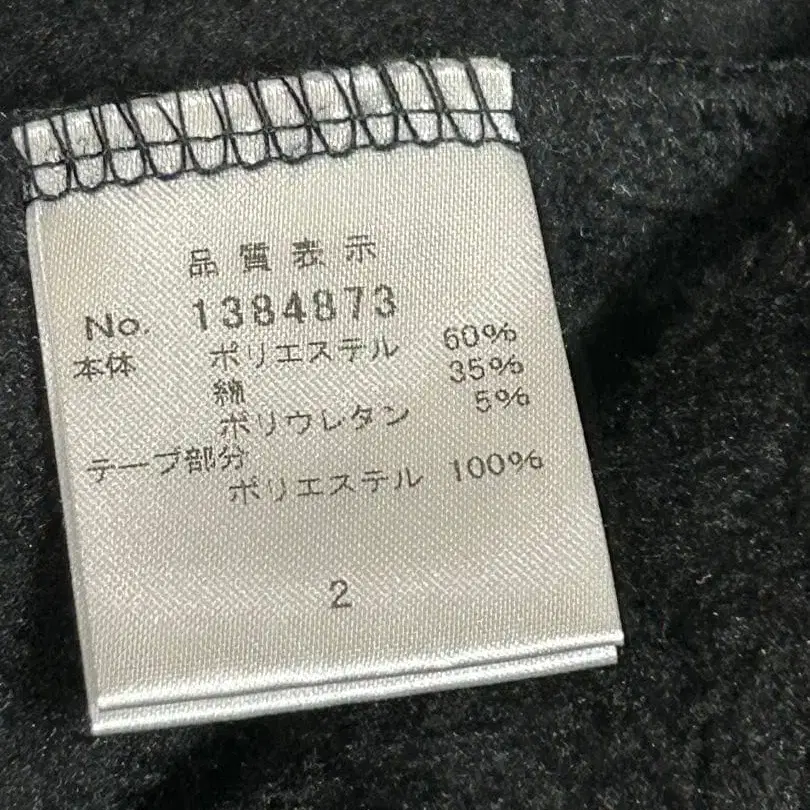 品質表示
No. 1384873
本体 ポリエステル 60%
綿 35%
ポリウレタン 5%
テープ部分
ポリエステル 100%
2